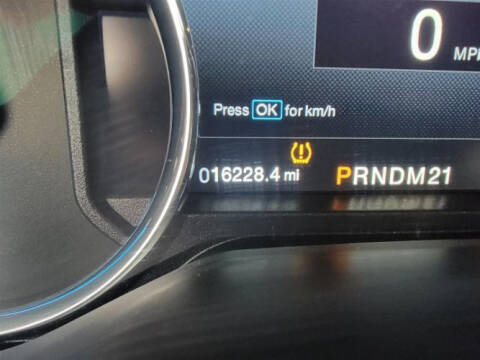 0 MPH
Press OK for km/h
016228.4 mi PRNDM21